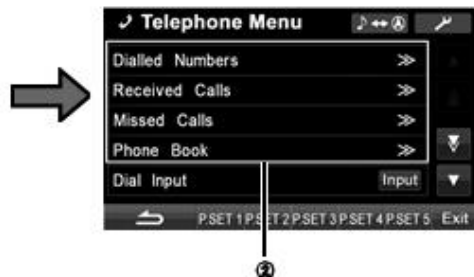 Telephone Menu
Dialled Numbers
Received Calls
Missed Calls
Phone Book
Dial Input Input
P.SET 1 P.SET 2 P.SET 3 P.SET 4 P.SET 5 Exit
②